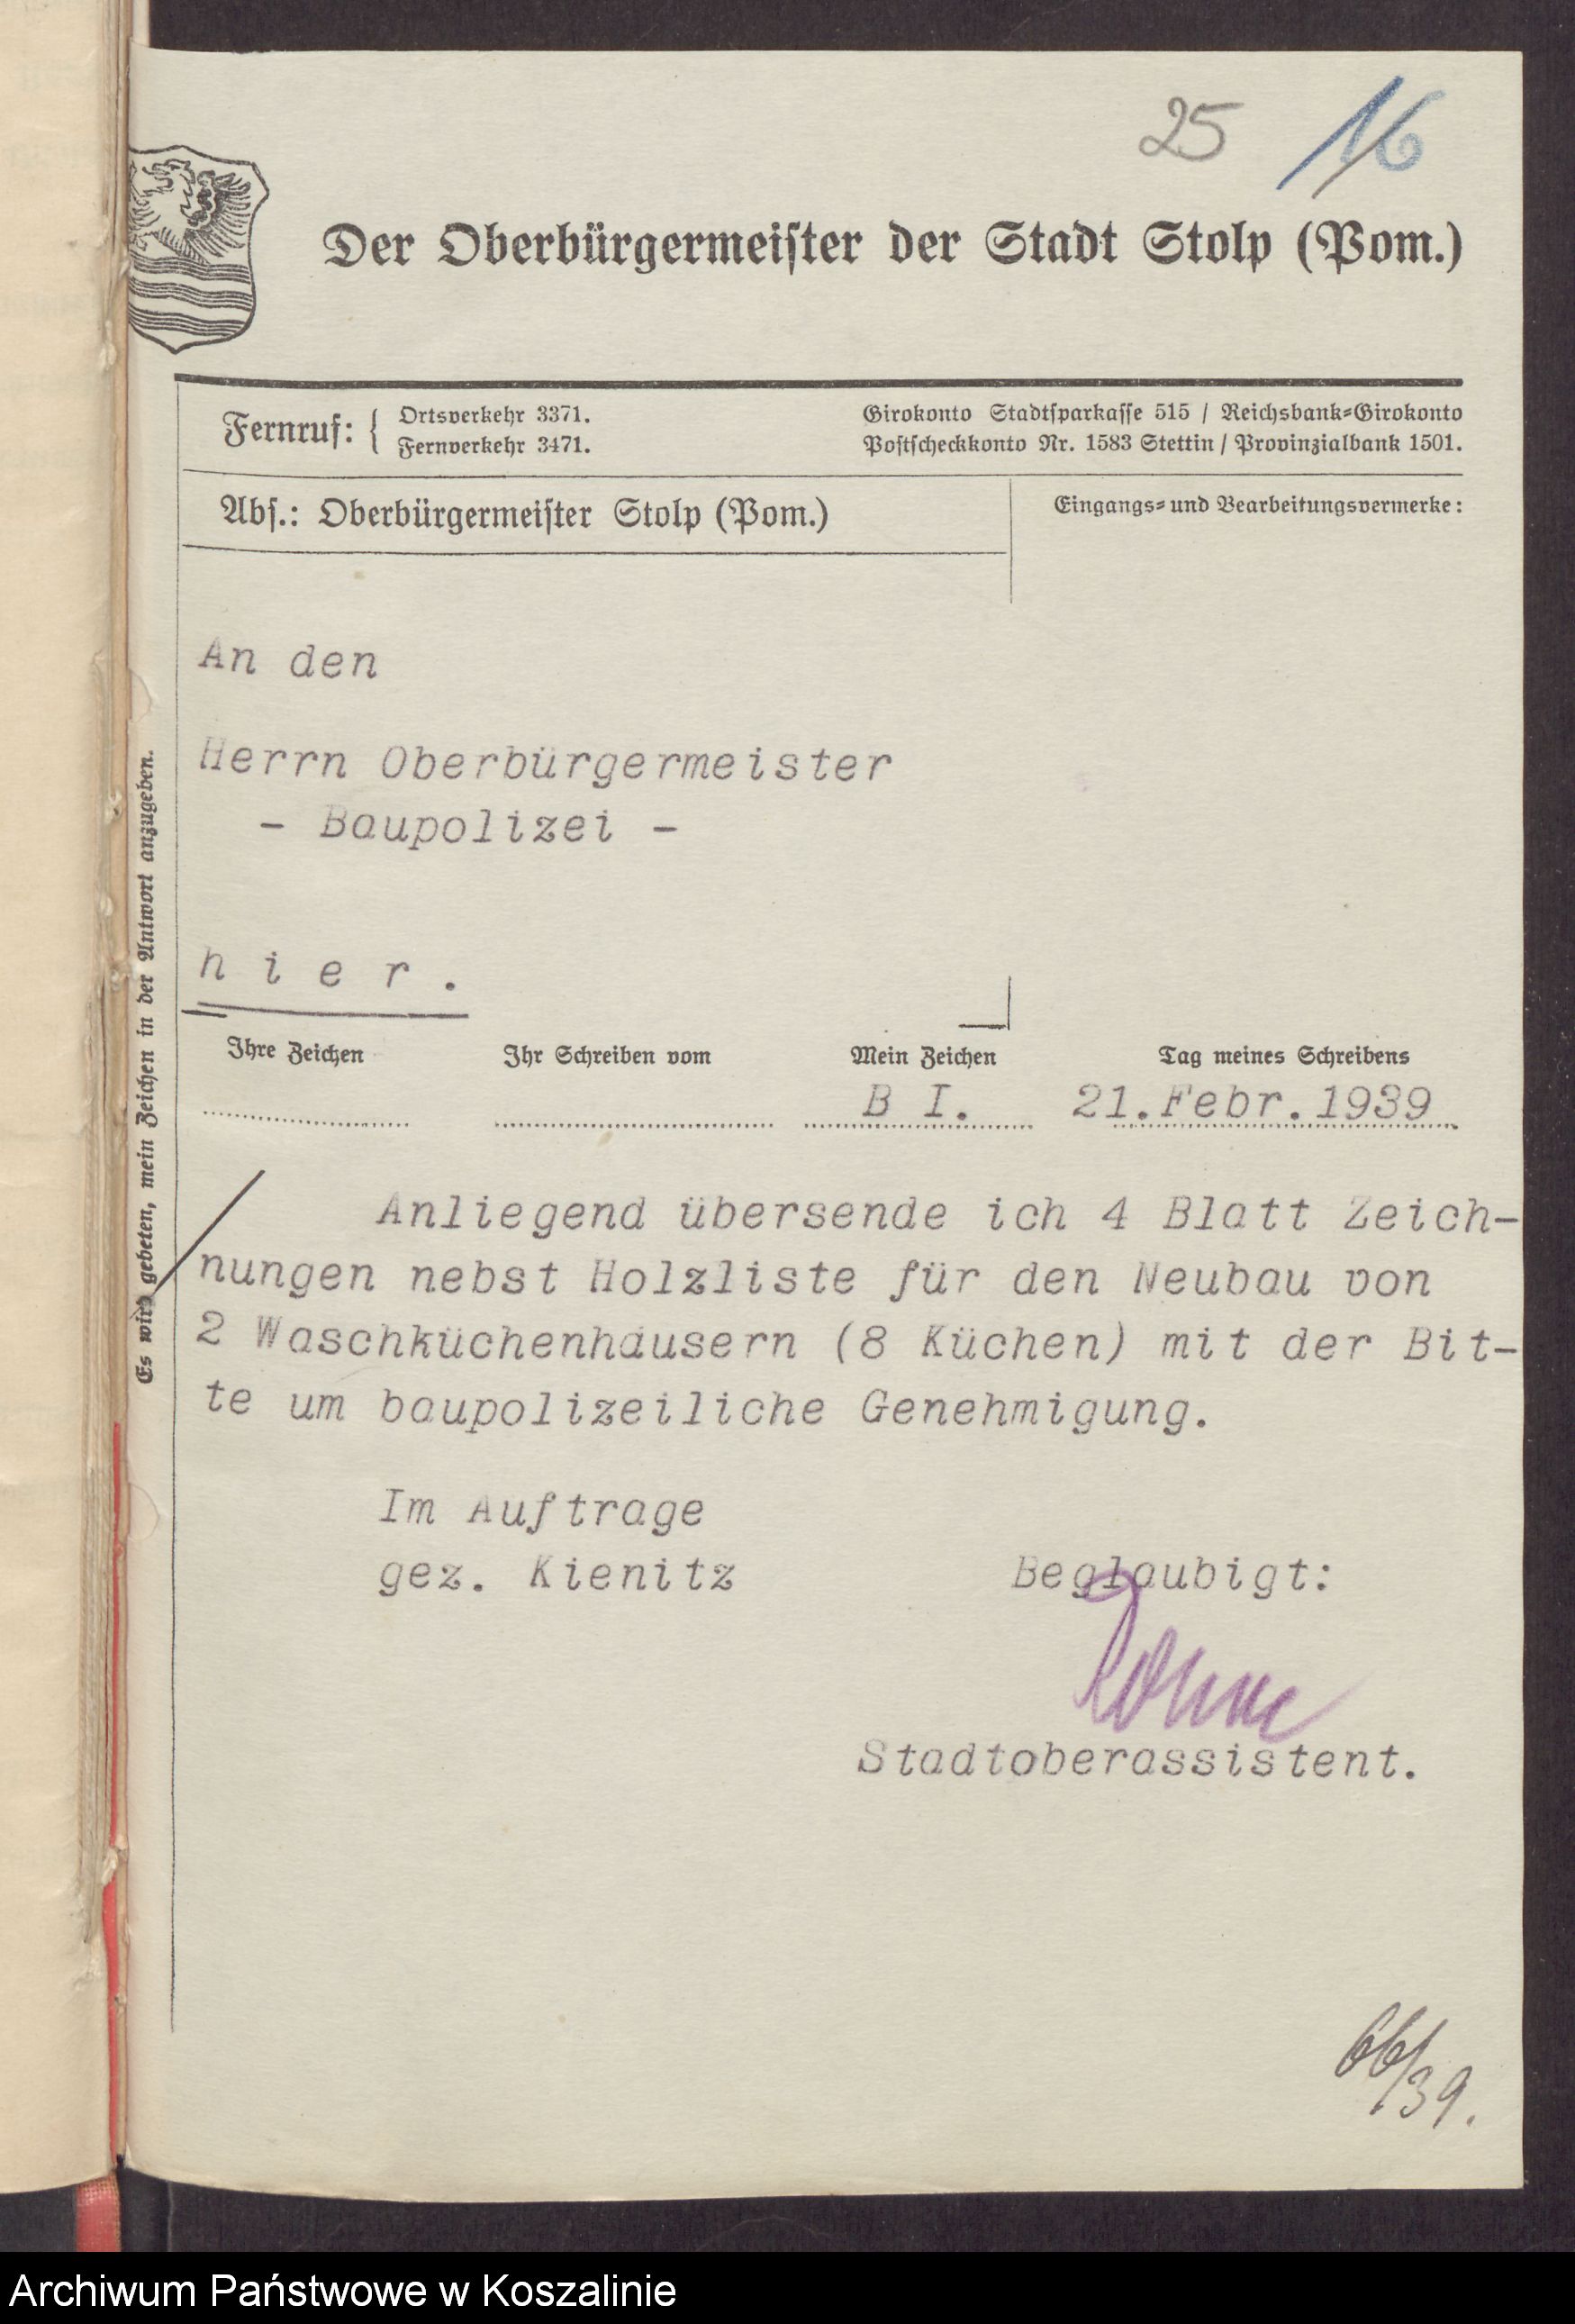 25 16
Der Oberbürgermeister der Stadt Stolp (Pom.)
Fernruf: { Ortsverkehr 3371.
Fernverkehr 3471.
Girokonto Stadtsparkasse 515 / Reichsbank-Girokonto
Postscheckkonto Nr. 1583 Stettin / Provinzialbank 1501.
Abs.: Oberbürgermeister Stolp (Pom.)
Eingangs- und Bearbeitungsvermerke:
An den
Herrn Oberbürgermeister
- Baupolizei -
h i e r .
Es wird gebeten, mein Zeichen in der Antwort anzugeben.
Ihre Zeichen Ihr Schreiben vom Mein Zeichen Tag meines Schreibens
B I. 21.Febr.1939
Anliegend übersende ich 4 Blatt Zeich-
nungen nebst Holzliste für den Neubau von
2 Waschküchenhäusern (8 Küchen) mit der Bit-
te um baupolizeiliche Genehmigung.
Im Auftrage
gez. Kienitz Beglaubigt:
Stadtoberassistent.
66/39.
Archiwum Państwowe w Koszalinie